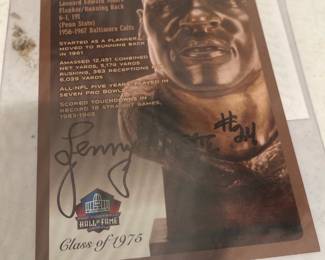 Leonard Edward Moore
Flanker/Running Back
6-1, 191
(Penn State)
1956-1967 Baltimore Colts
STARTED AS A FLANKER,
MOVED TO RUNNING BACK
IN 1961
AMASSED 12,451 COMBINED
NET YARDS, 5,174 YARDS
RUSHING, 363 RECEPTIONS
6,039 YARDS
ALL-NFL FIVE YEARS, PLAYED IN
SEVEN PRO BOWLS
SCORED TOUCHDOWNS IN
RECORD 18 STRAIGHT GAMES,
1963-1965
Lenny
#24
HALL OF FAME
Class of 1975